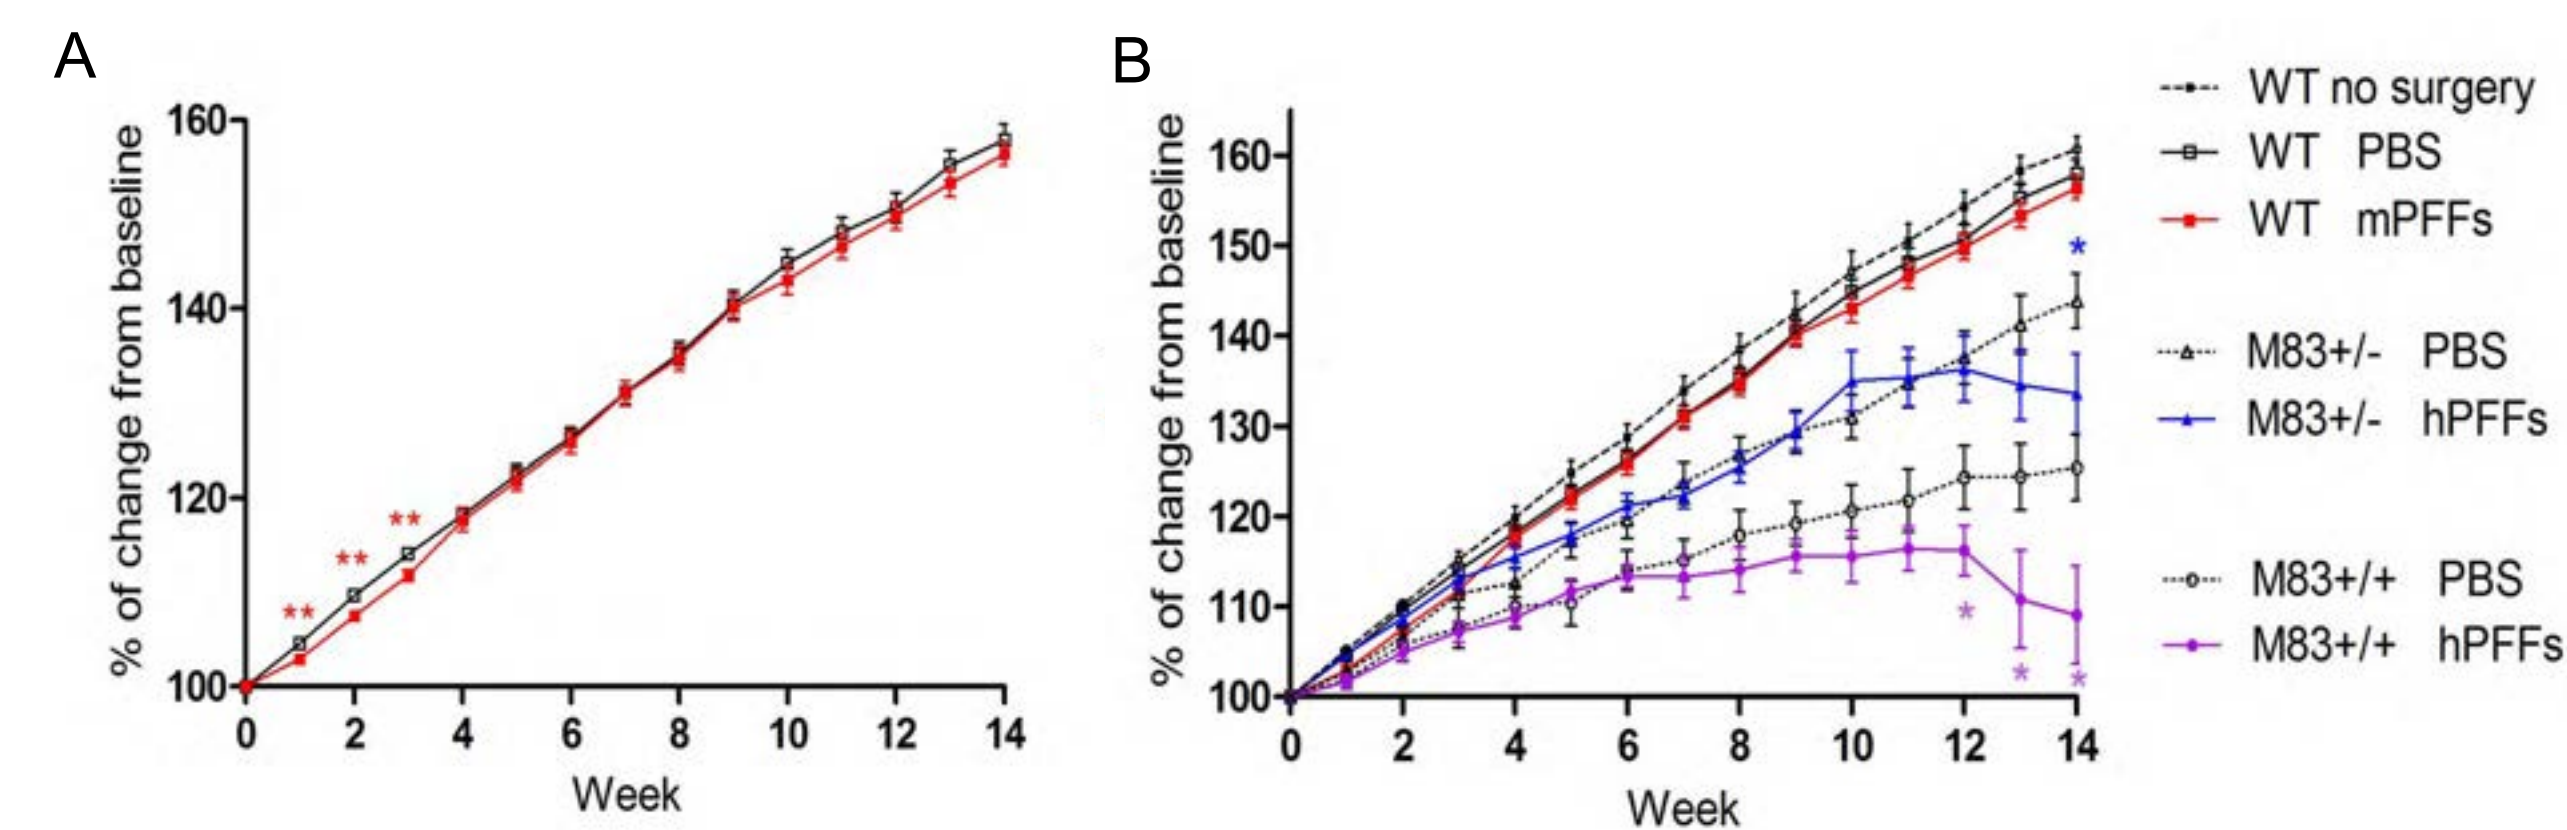 A
% of change from baseline
160
140
120
100
**
**
**
0 2 4 6 8 10 12 14
Week
B
% of change from baseline
160
150
140
130
120
110
100
*
*
*
*
0 2 4 6 8 10 12 14
Week
WT no surgery
WT PBS
WT mPFFs
M83+/- PBS
M83+/- hPFFs
M83+/+ PBS
M83+/+ hPFFs